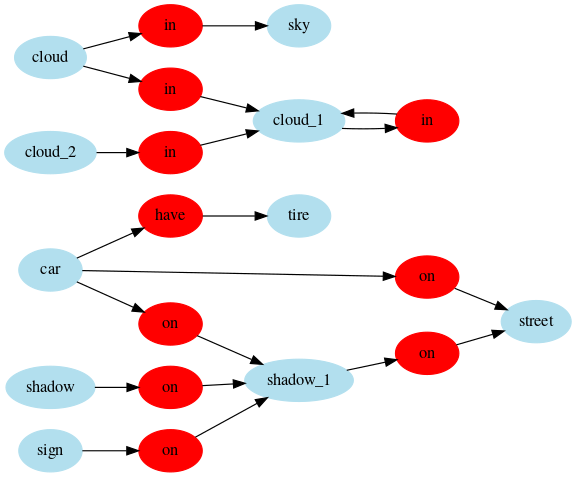 in
sky
cloud
in
cloud_1
in
cloud_2
in
have
tire
car
on
street
on
on
shadow
on
shadow_1
sign
on